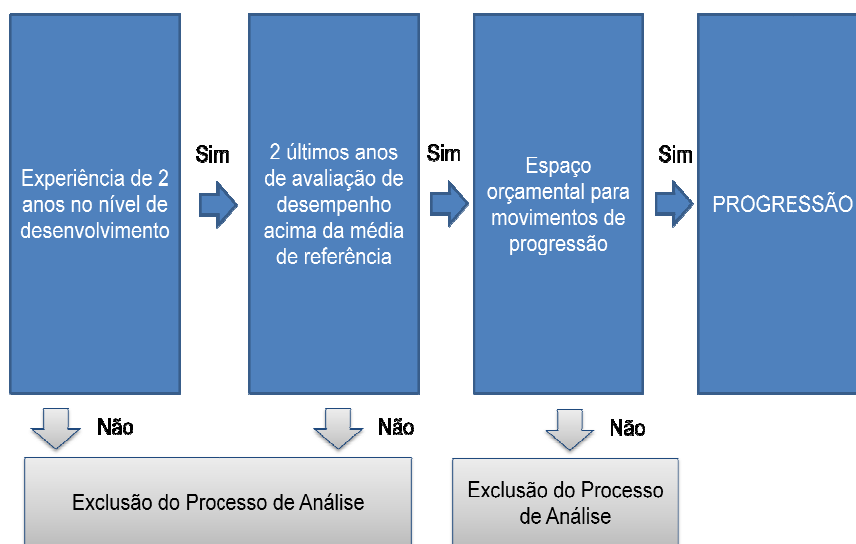 Experiência de 2
anos no nível de
desenvolvimento
Sim
2 últimos anos
de avaliação de
desempenho
acima da média
de referência
Sim
Espaço
orçamental para
movimentos de
progressão
Sim
PROGRESSÃO
Não
Não
Não
Exclusão do Processo de Análise
Exclusão do Processo
de Análise